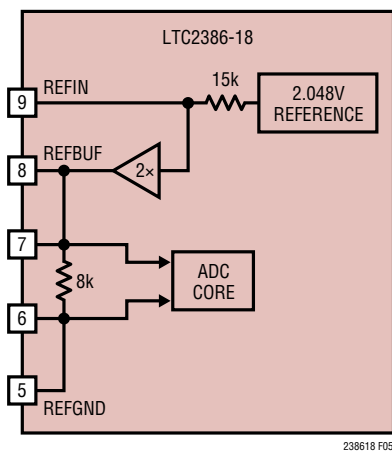 LTC2386-18
9
REFIN
15k
2.048V
REFERENCE
8
REFBUF
2×
7
8k
ADC
CORE
6
5
REFGND
238618 F05